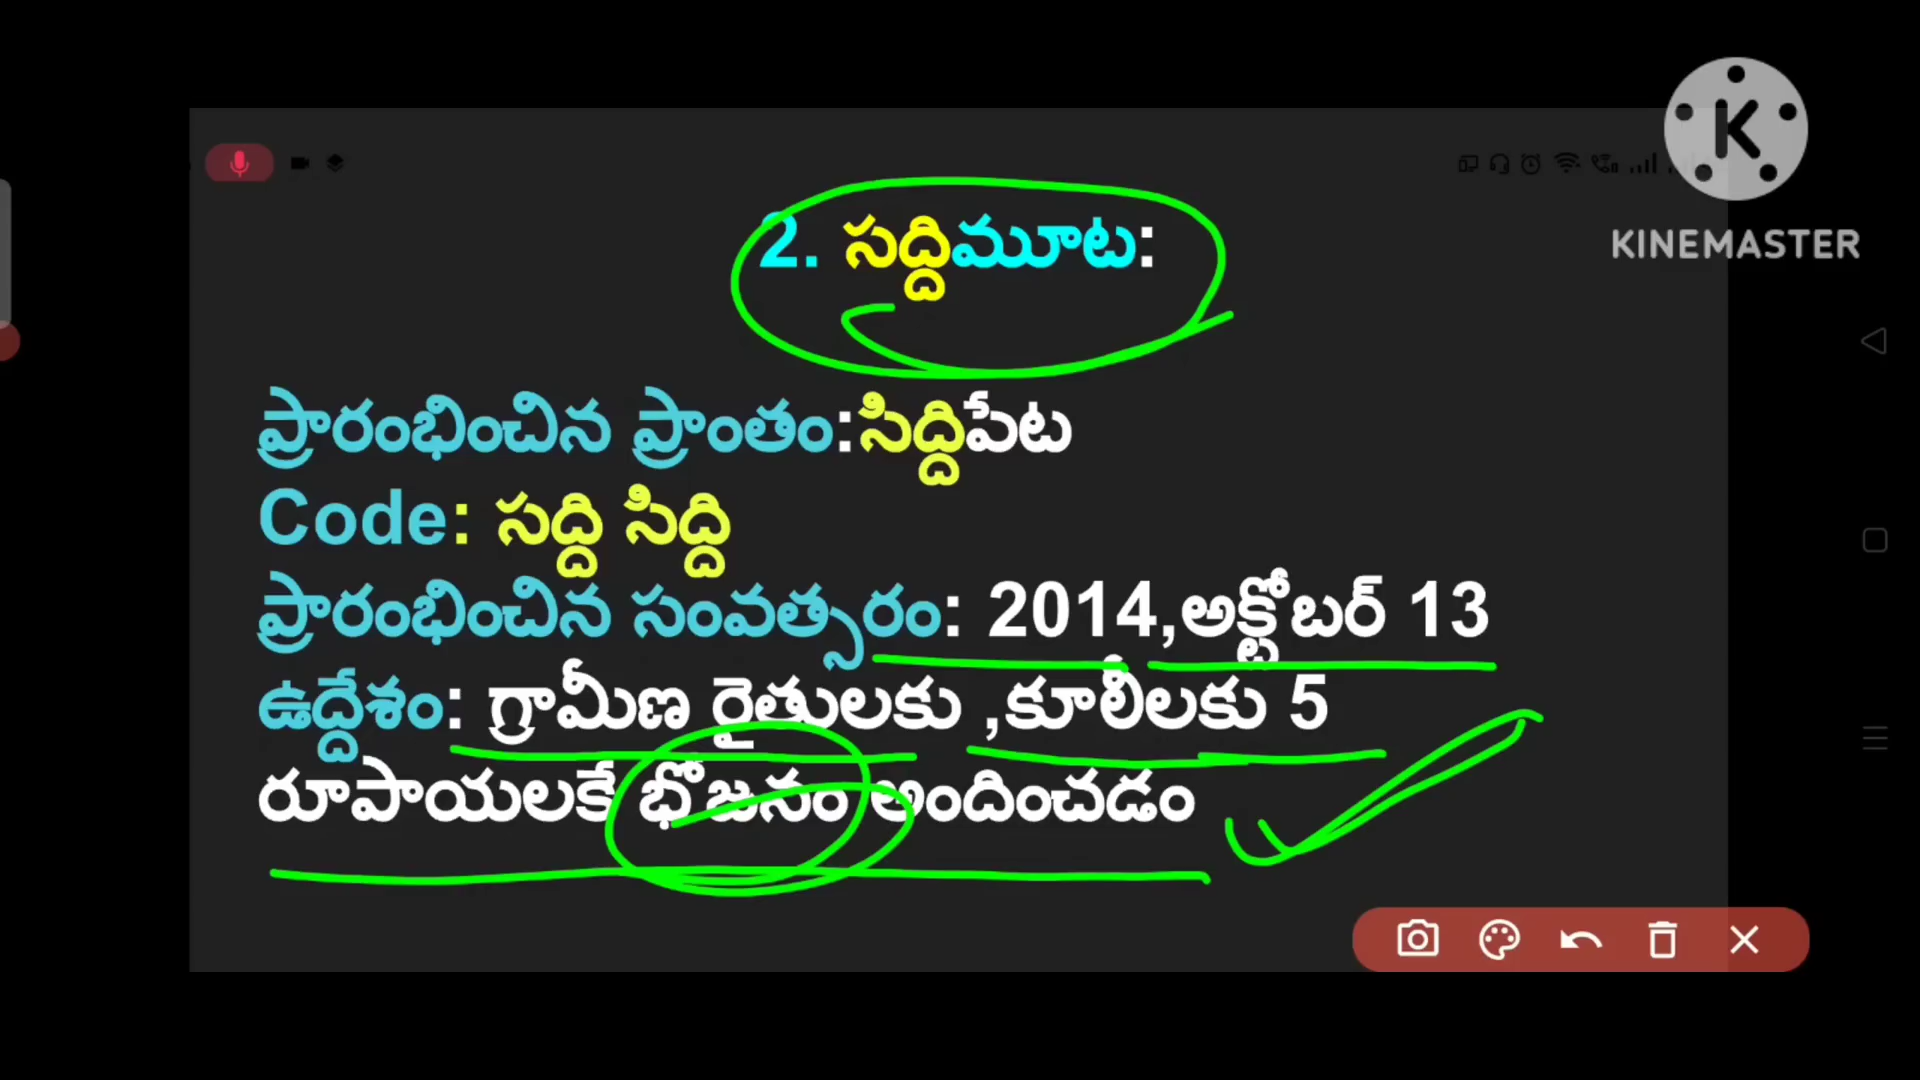 K
KINEMASTER
2. సద్దిమూట:
ప్రారంభించిన ప్రాంతం:సిద్దిపేట
Code: సద్ది సిద్ది
ప్రారంభించిన సంవత్సరం: 2014,అక్టోబర్ 13
ఉద్దేశం: గ్రామీణ రైతులకు ,కూలీలకు 5
రూపాయలకే భోజనం అందించడం